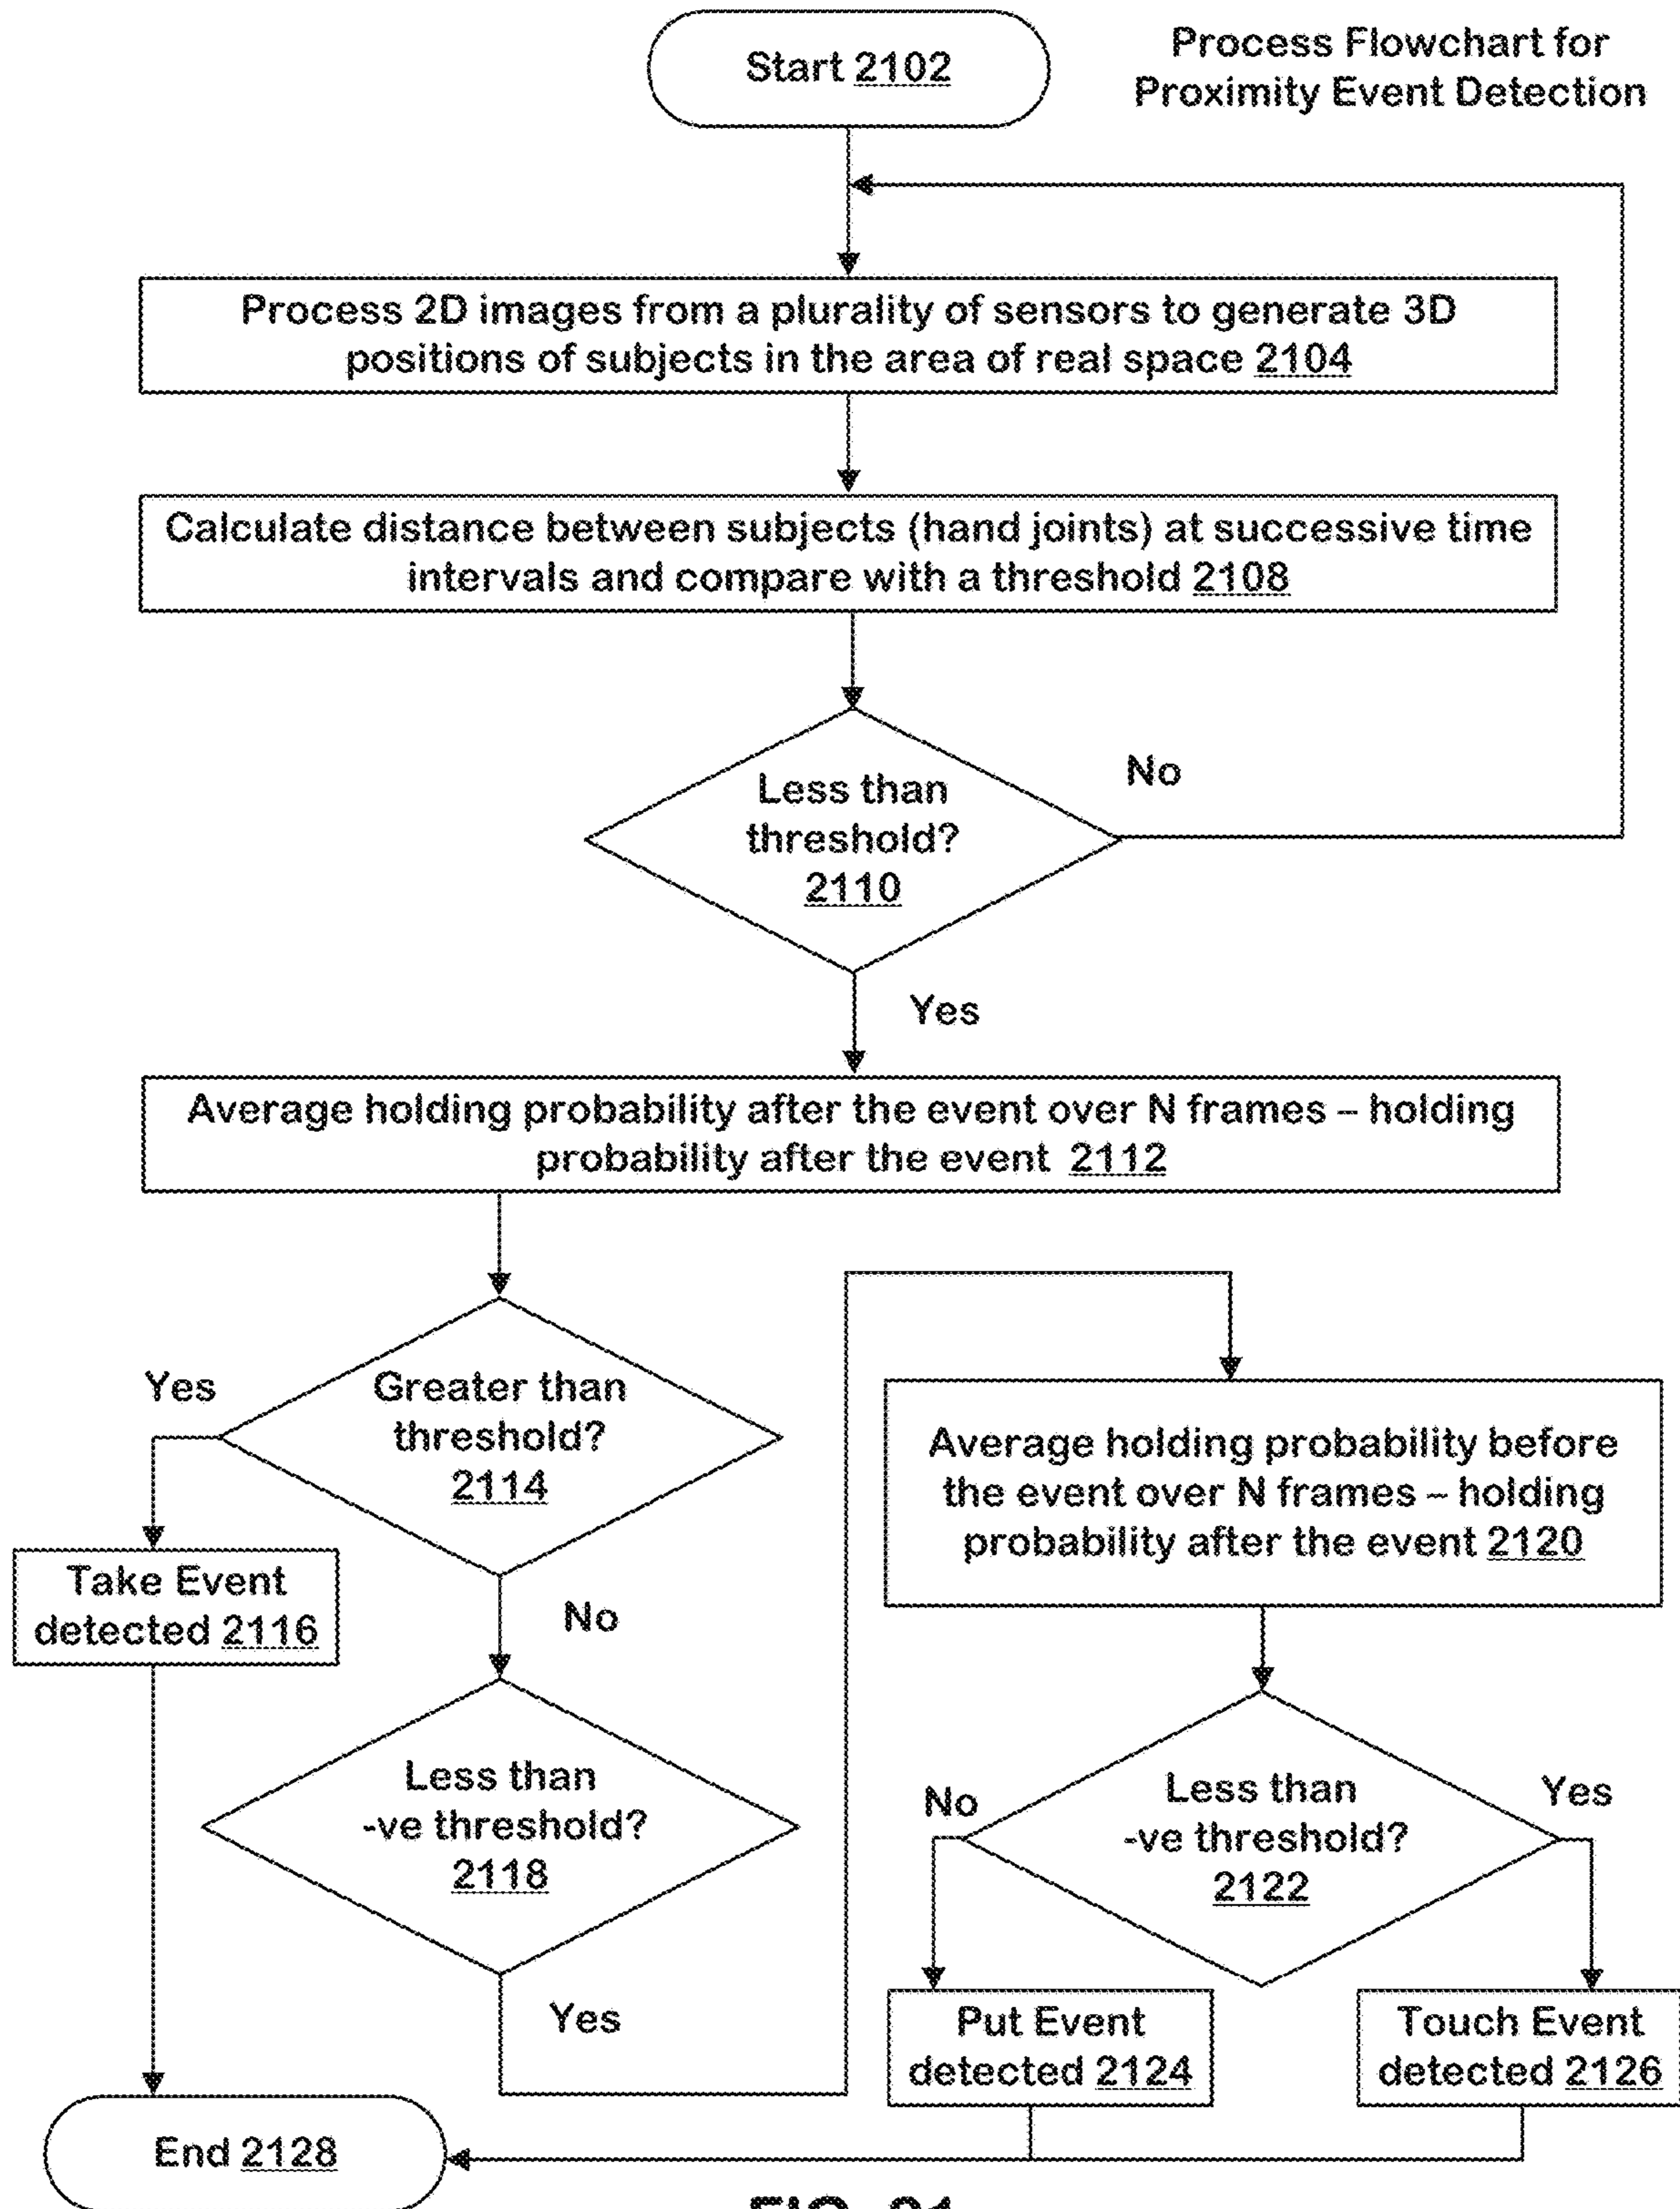 Start 2102
Process Flowchart for
Proximity Event Detection
Process 2D images from a plurality of sensors to generate 3D
positions of subjects in the area of real space 2104
Calculate distance between subjects (hand joints) at successive time
intervals and compare with a threshold 2108
Less than
threshold?
2110
No
Yes
Average holding probability after the event over N frames – holding
probability after the event 2112
Yes
Greater than
threshold?
2114
No
Take Event
detected 2116
Less than
-ve threshold?
2118
Yes
Average holding probability before
the event over N frames – holding
probability after the event 2120
No
Less than
-ve threshold?
2122
Yes
Put Event
detected 2124
Touch Event
detected 2126
End 2128
FIG. 21